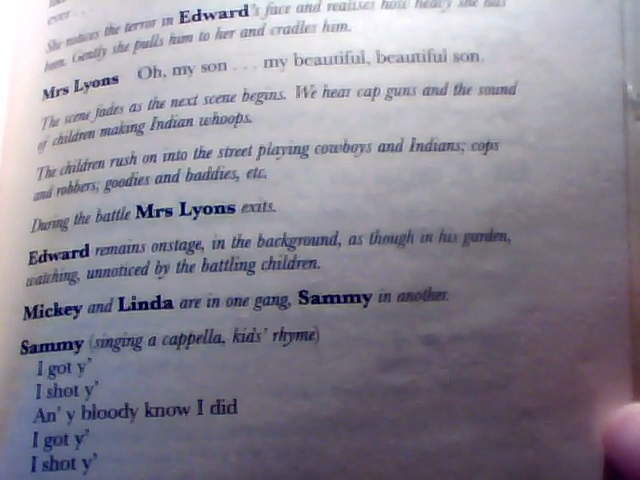 ever . . .
She notices the terror in Edward's face and realises how heavy she has
him. Gently she pulls him to her and cradles him.
Mrs Lyons Oh, my son . . . my beautiful, beautiful son.
The scene fades as the next scene begins. We hear cap guns and the sound
of children making Indian whoops.
The children rush on into the street playing cowboys and Indians; cops
and robbers; goodies and baddies, etc.
During the battle Mrs Lyons exits.
Edward remains onstage, in the background, as though in his garden,
watching, unnoticed by the battling children.
Mickey and Linda are in one gang, Sammy in another.
Sammy (singing a cappella, kids' rhyme)
I got y'
I shot y'
An' y bloody know I did
I got y'
I shot y'